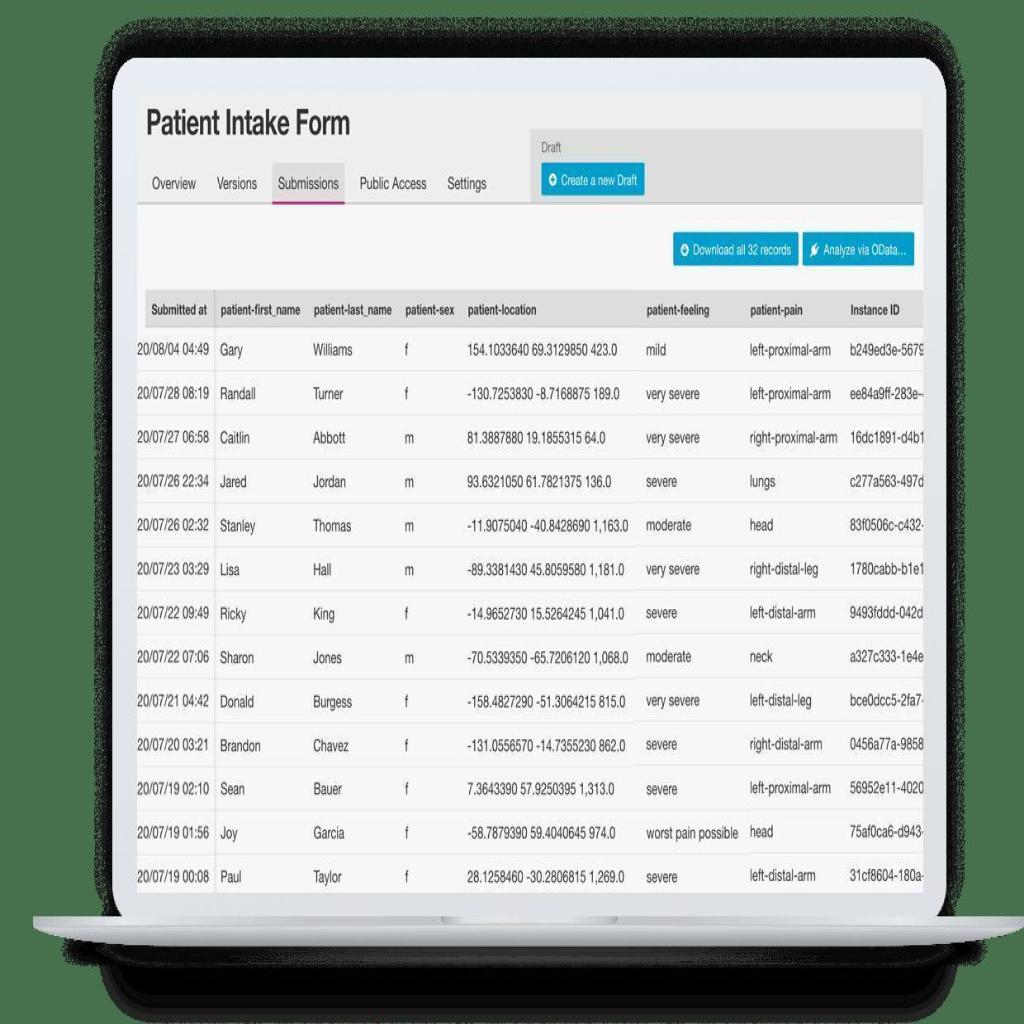 Patient Intake Form
Draft
Create a new Draft
Overview Versions Submissions Public Access Settings
Download all 32 records Analyze via OData...
Submitted at patient-first_name patient-last_name patient-sex patient-location patient-feeling patient-pain Instance ID
20/08/04 04:49 Gary Williams f 154.1033640 69.3129850 423.0 mild left-proximal-arm b249ed3e-5679
20/07/28 08:19 Randall Turner f -130.7253830 -8.7168875 189.0 very severe left-proximal-arm ee84a9ff-283e-
20/07/27 06:58 Caitlin Abbott m 81.3887880 19.1855315 64.0 very severe right-proximal-arm 16dc1891-d4b1
20/07/26 22:34 Jared Jordan m 93.6321050 61.7821375 136.0 severe lungs c277a563-497d
20/07/26 02:32 Stanley Thomas m -11.9075040 -40.8428690 1,163.0 moderate head 83f0506c-c432-
20/07/23 03:29 Lisa Hall m -89.3381430 45.8059580 1,181.0 very severe right-distal-leg 1780cabb-b1e1
20/07/22 09:49 Ricky King f -14.9652730 15.5264245 1,041.0 severe left-distal-arm 9493fddd-042d
20/07/22 07:06 Sharon Jones m -70.5339350 -65.7206120 1,068.0 moderate neck a327c333-1e4e
20/07/21 04:42 Donald Burgess f -158.4827290 -51.3064215 815.0 very severe left-distal-leg bce0dcc5-2fa7-
20/07/20 03:21 Brandon Chavez f -131.0556570 -14.7355230 862.0 severe right-distal-arm 0456a77a-9858
20/07/19 02:10 Sean Bauer f 7.3643390 57.9250395 1,313.0 severe left-proximal-arm 56952e11-4020
20/07/19 01:56 Joy Garcia f -58.7879390 59.4040645 974.0 worst pain possible head 75af0ca6-d943-
20/07/19 00:08 Paul Taylor f 28.1258460 -30.2806815 1,269.0 severe left-distal-arm 31cf8604-180a-